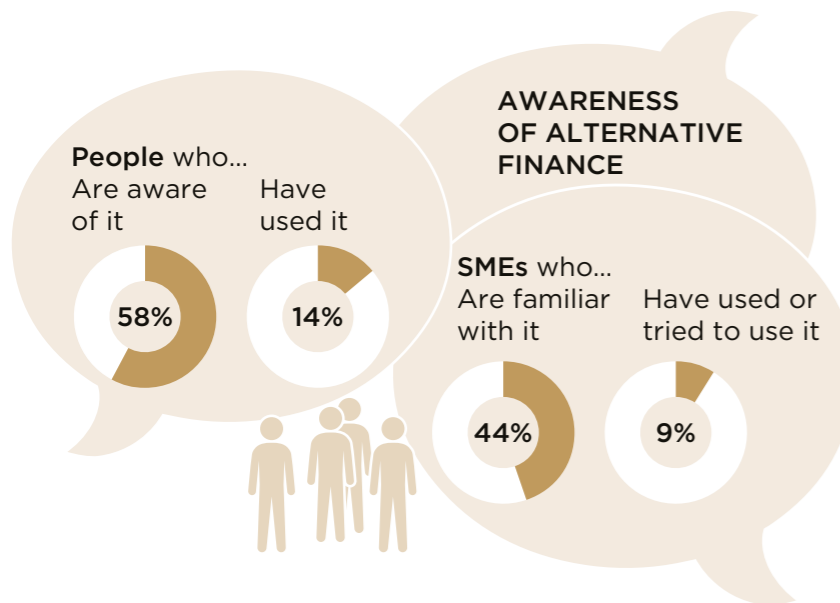 AWARENESS
OF ALTERNATIVE
FINANCE
People who...
Are aware
of it
Have
used it
58%
14%
SMEs who...
Are familiar
with it
Have used or
tried to use it
44%
9%